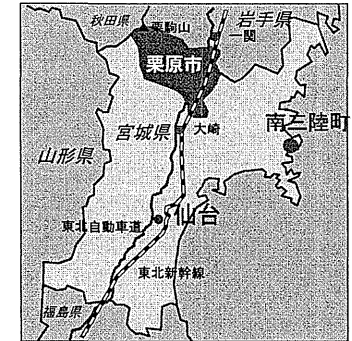 秋田県
栗駒山
岩手県
一関
栗原市
大崎
宮城県
南三陸町
山形県
仙台
東北自動車道
東北新幹線
福島県